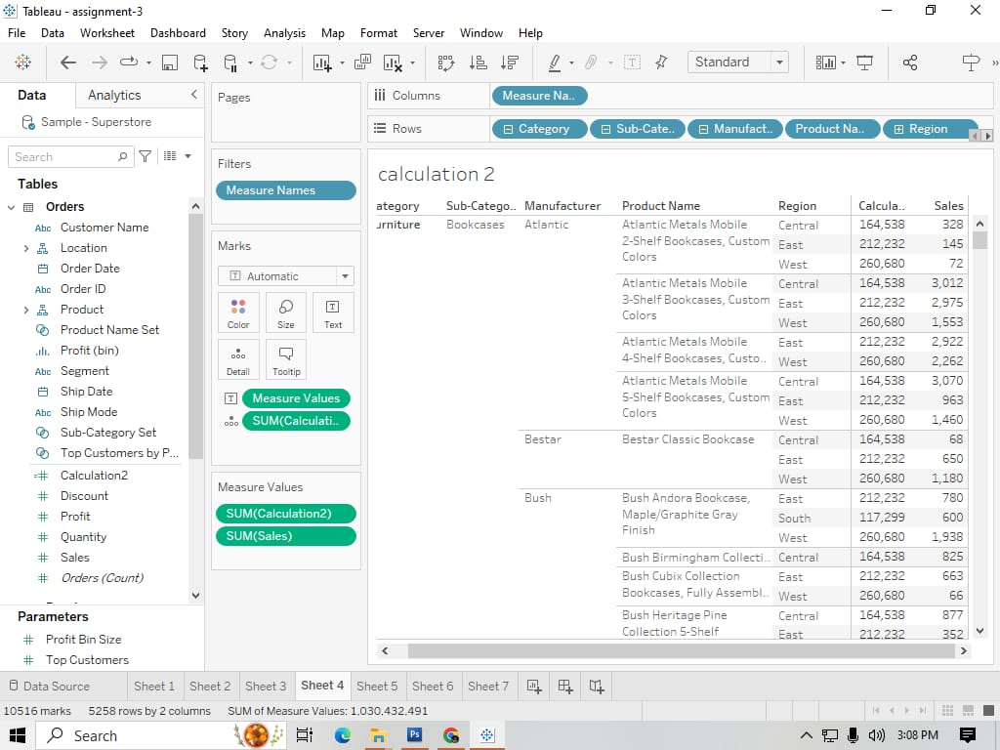 Tableau - assignment-3
File Data Worksheet Dashboard Story Analysis Map Format Server Window Help
Standard
Data Analytics
Sample - Superstore
Search
Tables
Orders
Abc Customer Name
Location
Order Date
Abc Order ID
Product
Product Name Set
Profit (bin)
Abc Segment
Ship Date
Abc Ship Mode
Sub-Category Set
Top Customers by P...
Calculation2
Discount
Profit
Quantity
Sales
Orders (Count)
Parameters
Profit Bin Size
Top Customers
Pages
Filters
Measure Names
Marks
Automatic
Color Size Text
Detail Tooltip
Measure Values
SUM(Calculati..
Measure Values
SUM(Calculation2)
SUM(Sales)
Columns Measure Na..
Rows Category Sub-Cate.. Manufact.. Product Na.. Region
calculation 2
ategory Sub-Catego.. Manufacturer Product Name Region Calcula.. Sales
urniture Bookcases Atlantic Atlantic Metals Mobile Central 164,538 328
2-Shelf Bookcases, Custom East 212,232 145
Colors West 260,680 72
Atlantic Metals Mobile Central 164,538 3,012
3-Shelf Bookcases, Custom East 212,232 2,975
Colors West 260,680 1,553
Atlantic Metals Mobile East 212,232 2,922
4-Shelf Bookcases, Custo.. West 260,680 2,262
Atlantic Metals Mobile Central 164,538 3,070
5-Shelf Bookcases, Custom East 212,232 963
Colors West 260,680 1,460
Bestar Bestar Classic Bookcase Central 164,538 68
East 212,232 650
West 260,680 1,180
Bush Bush Andora Bookcase, East 212,232 780
Maple/Graphite Gray South 117,299 600
Finish West 260,680 1,938
Bush Birmingham Collecti.. Central 164,538 825
Bush Cubix Collection East 212,232 663
Bookcases, Fully Assembl.. West 260,680 66
Bush Heritage Pine Central 164,538 877
Collection 5-Shelf East 212,232 352
Data Source Sheet 1 Sheet 2 Sheet 3 Sheet 4 Sheet 5 Sheet 6 Sheet 7
10516 marks 5258 rows by 2 columns SUM of Measure Values: 1,030,432,491
Search Ps 3:08 PM